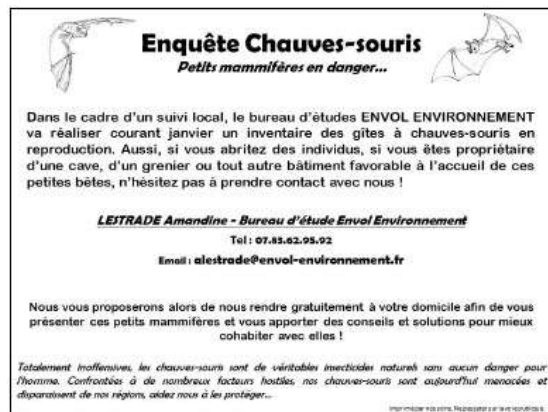 Enquête Chauves-souris
Petits mammifères en danger...
Dans le cadre d'un suivi local, le bureau d'études ENVOL ENVIRONNEMENT
va réaliser courant janvier un inventaire des gîtes à chauves-souris en
reproduction. Aussi, si vous abritez des individus, si vous êtes propriétaire
d'une cave, d'un grenier ou tout autre bâtiment favorable à l'accueil de ces
petites bêtes, n'hésitez pas à prendre contact avec nous !
LESTRADE Amandine - Bureau d'étude Envol Environnement
Tel : 07.83.62.95.92
Email : alestrade@envol-environnement.fr
Nous vous proposerons alors de nous rendre gratuitement à votre domicile afin de vous
présenter ces petits mammifères et vous apporter des conseils et solutions pour mieux
cohabiter avec elles !
Totalement inoffensives, les chauves-souris sont de véritables insecticides naturels sans aucun danger pour
l'homme. Confrontées à de nombreux facteurs hostiles, nos chauves-souris sont aujourd'hui menacées et
disparaissent de nos régions, aidez nous à les protéger...